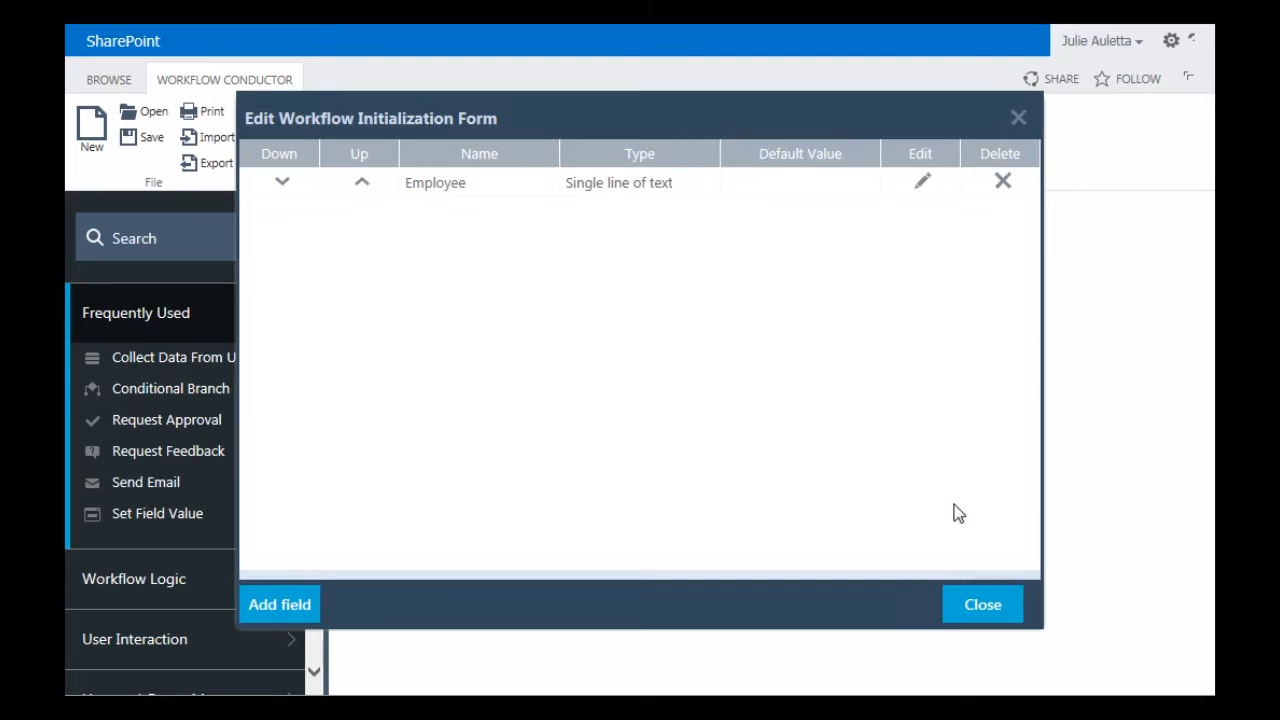 SharePoint
Julie Auletta
BROWSE
WORKFLOW CONDUCTOR
SHARE
FOLLOW
New
Open
Save
Print
Import
Export
File
Edit Workflow Initialization Form
Down Up Name Type Default Value Edit Delete
Employee Single line of text
Search
Frequently Used
Collect Data From U
Conditional Branch
Request Approval
Request Feedback
Send Email
Set Field Value
Workflow Logic
User Interaction
Add field
Close